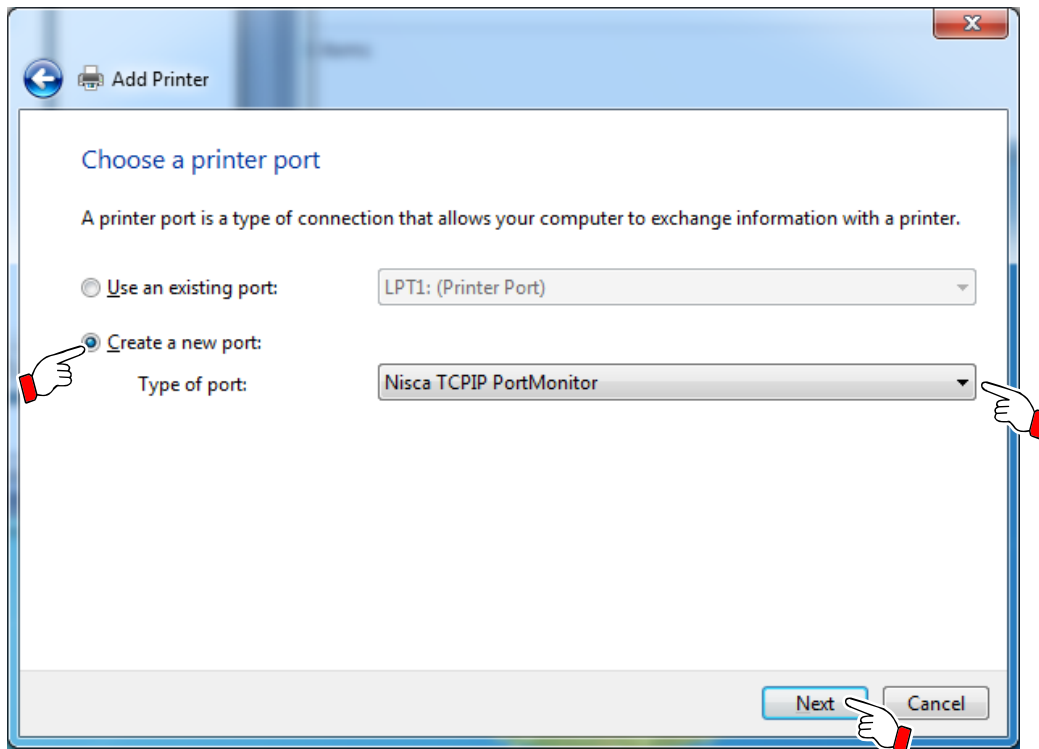 Add Printer
Choose a printer port
A printer port is a type of connection that allows your computer to exchange information with a printer.
Use an existing port: LPT1: (Printer Port)
Create a new port:
Type of port: Nisca TCPIP PortMonitor
Next Cancel